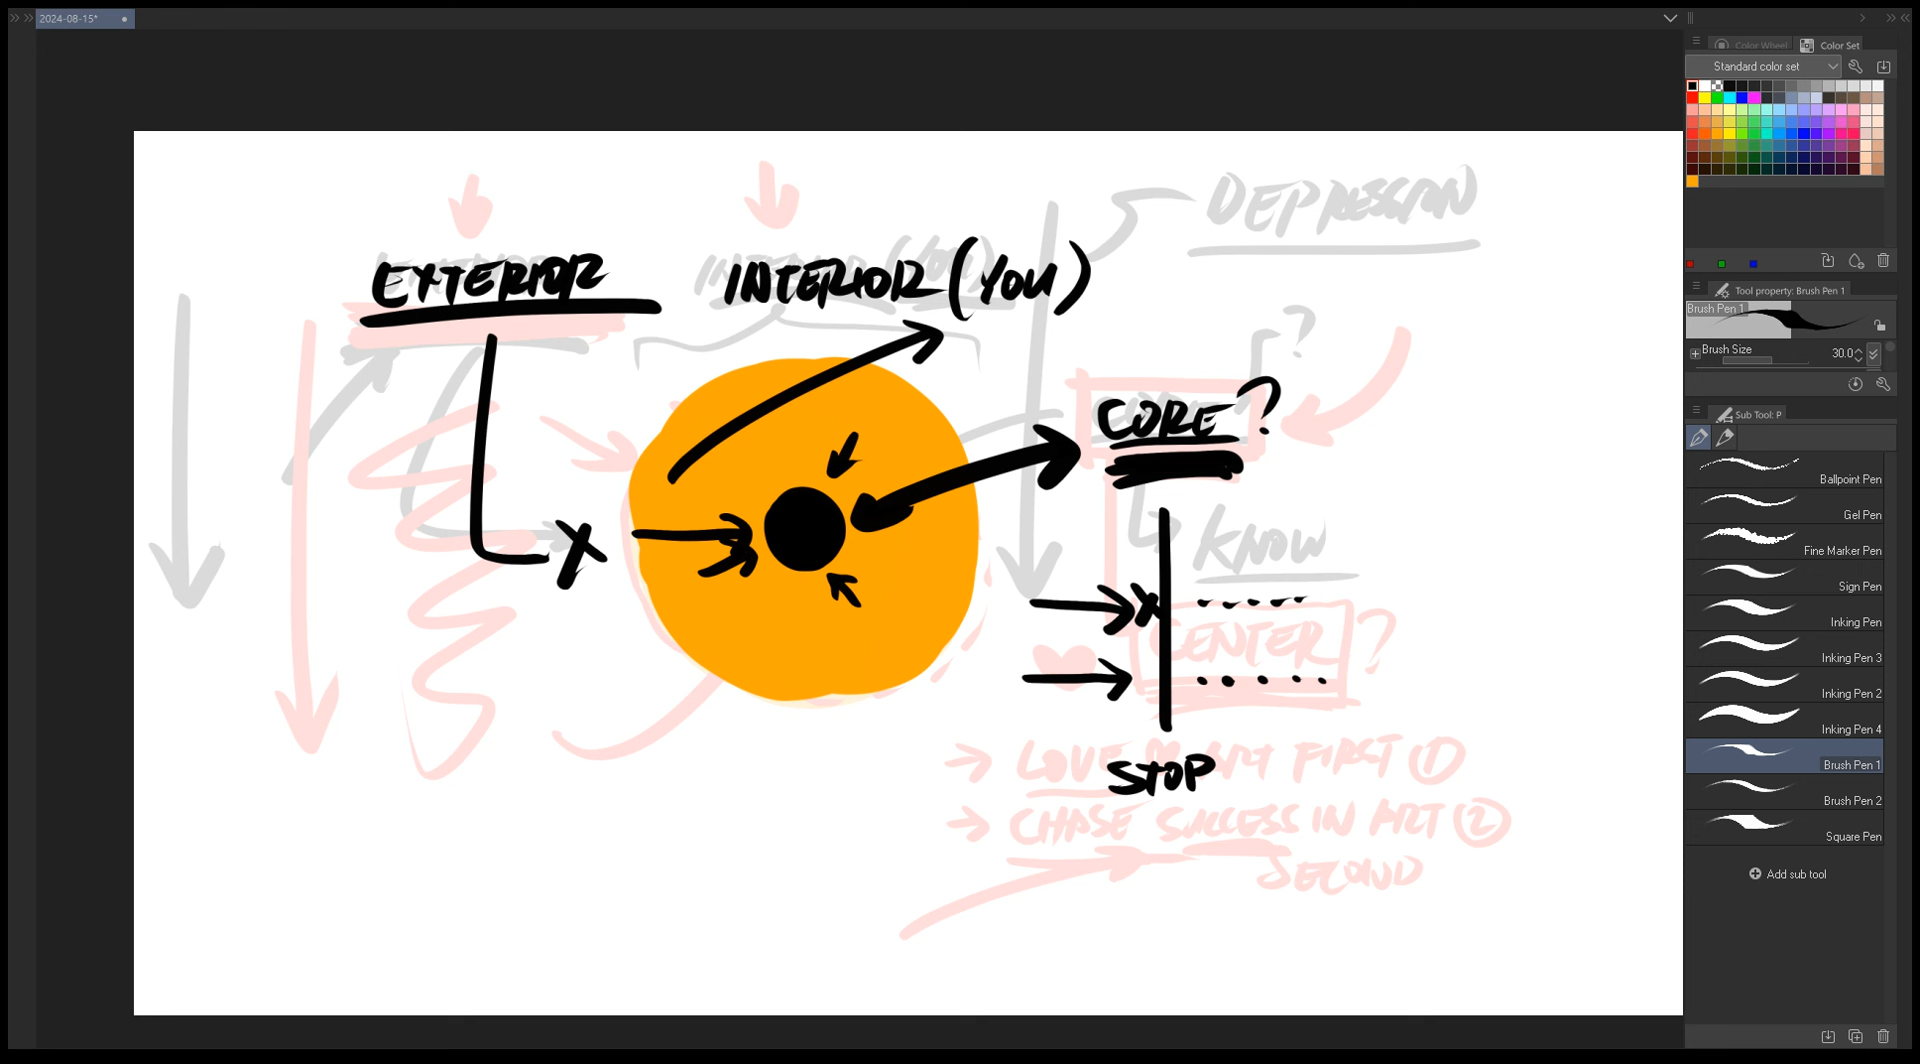 2024-08-15*
Color Wheel
Color Set
Standard color set
Tool property: Brush Pen 1
Brush Pen 1
Brush Size
30.0
Sub Tool: P
Ballpoint Pen
Gel Pen
Fine Marker Pen
Sign Pen
Inking Pen
Inking Pen 3
Inking Pen 2
Inking Pen 4
Brush Pen 1
Brush Pen 2
Square Pen
Add sub tool
DEPRESSION
EXTERIOR
INTERIOR (YOU)
?
CORE?
KNOW
CENTER?
STOP
→ LOVE ART FIRST ①
→ CHASE SUCCESS IN ART ②
SECOND